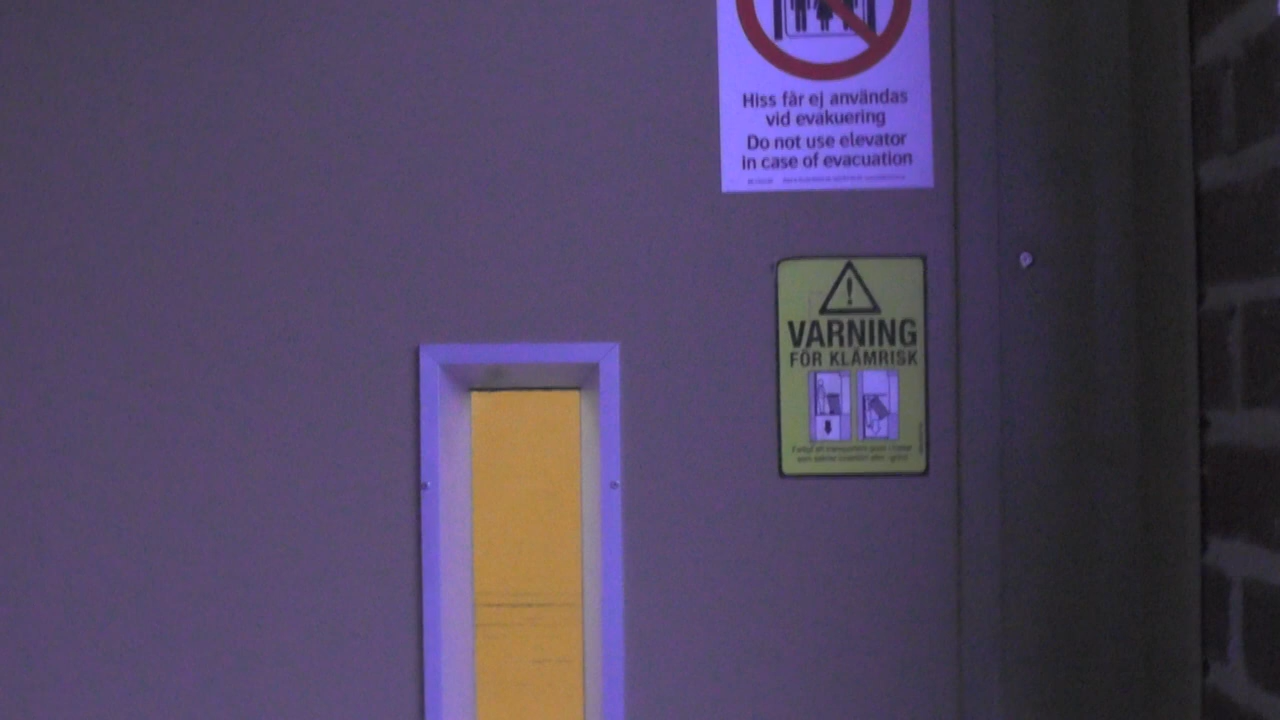 Hiss får ej användas
vid evakuering
Do not use elevator
in case of evacuation
VARNING
FÖR KLÄMRISK